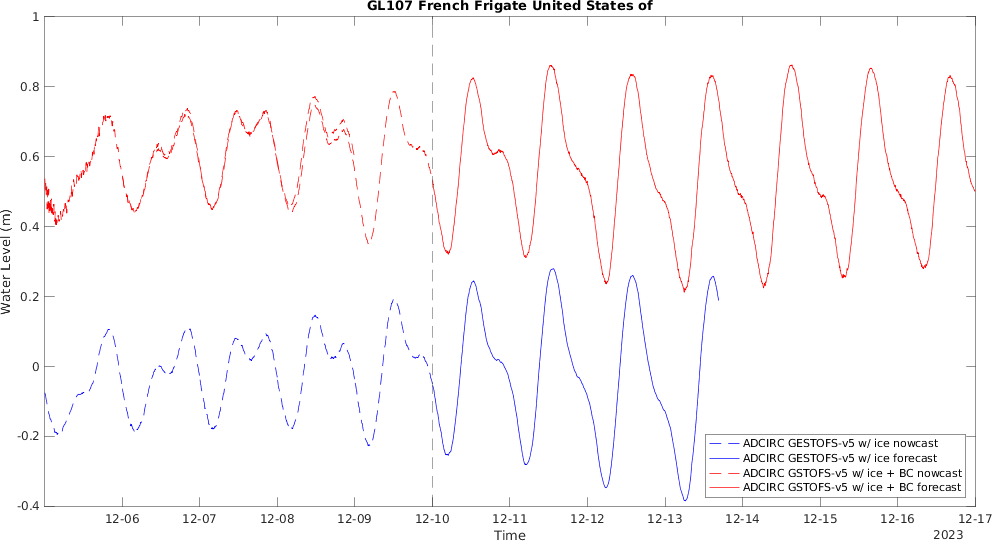 GL107 French Frigate United States of
1
0.8
0.6
0.4
0.2
0
-0.2
-0.4
Water Level (m)
ADCIRC GESTOFS-v5 w/ ice nowcast
ADCIRC GESTOFS-v5 w/ ice forecast
ADCIRC GSTOFS-v5 w/ ice + BC nowcast
ADCIRC GSTOFS-v5 w/ ice + BC forecast
12-06 12-07 12-08 12-09 12-10 12-11 12-12 12-13 12-14 12-15 12-16 12-17
Time
2023